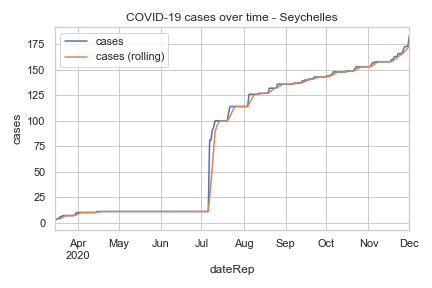 COVID-19 cases over time - Seychelles
cases
cases (rolling)
175
150
125
100
75
50
25
0
cases
Apr May Jun Jul Aug Sep Oct Nov Dec
2020
dateRep